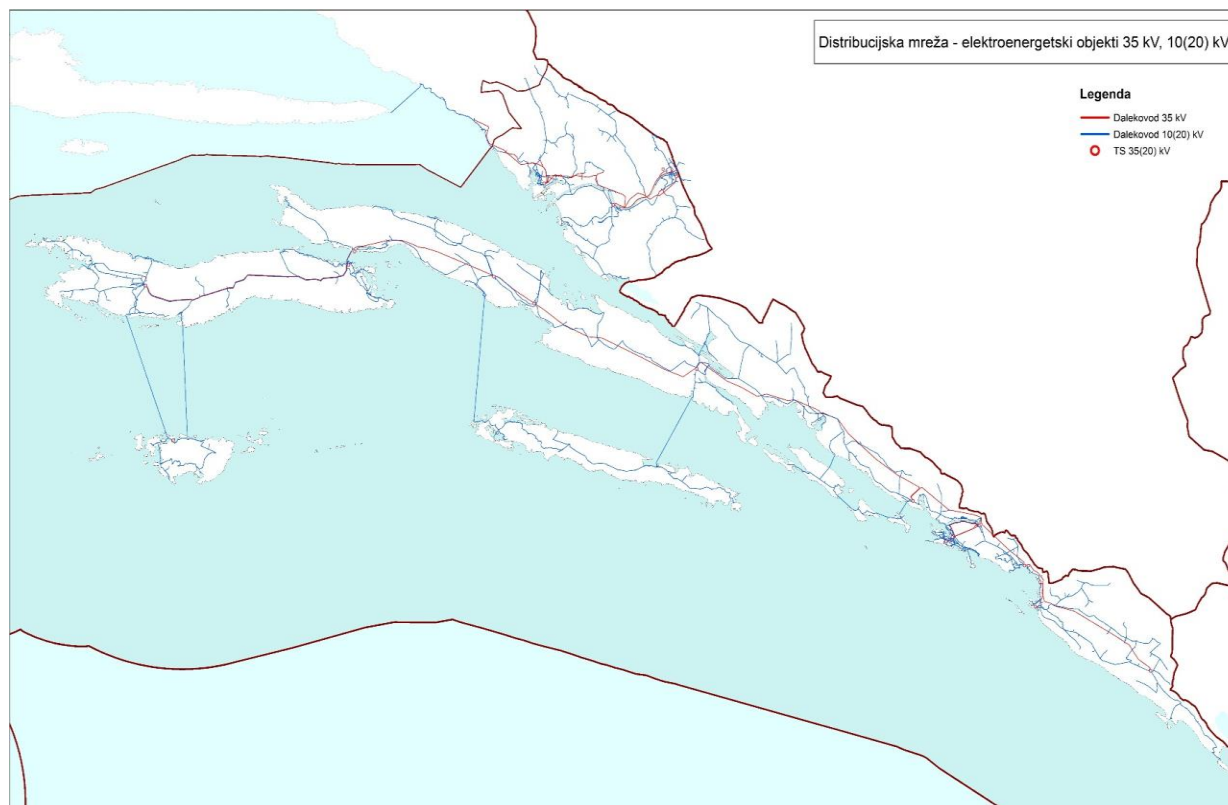 Distribucijska mreža - elektroenergetski objekti 35 kV, 10(20) kV
Legenda
Dalekovod 35 kV
Dalekovod 10(20) kV
TS 35(20) kV